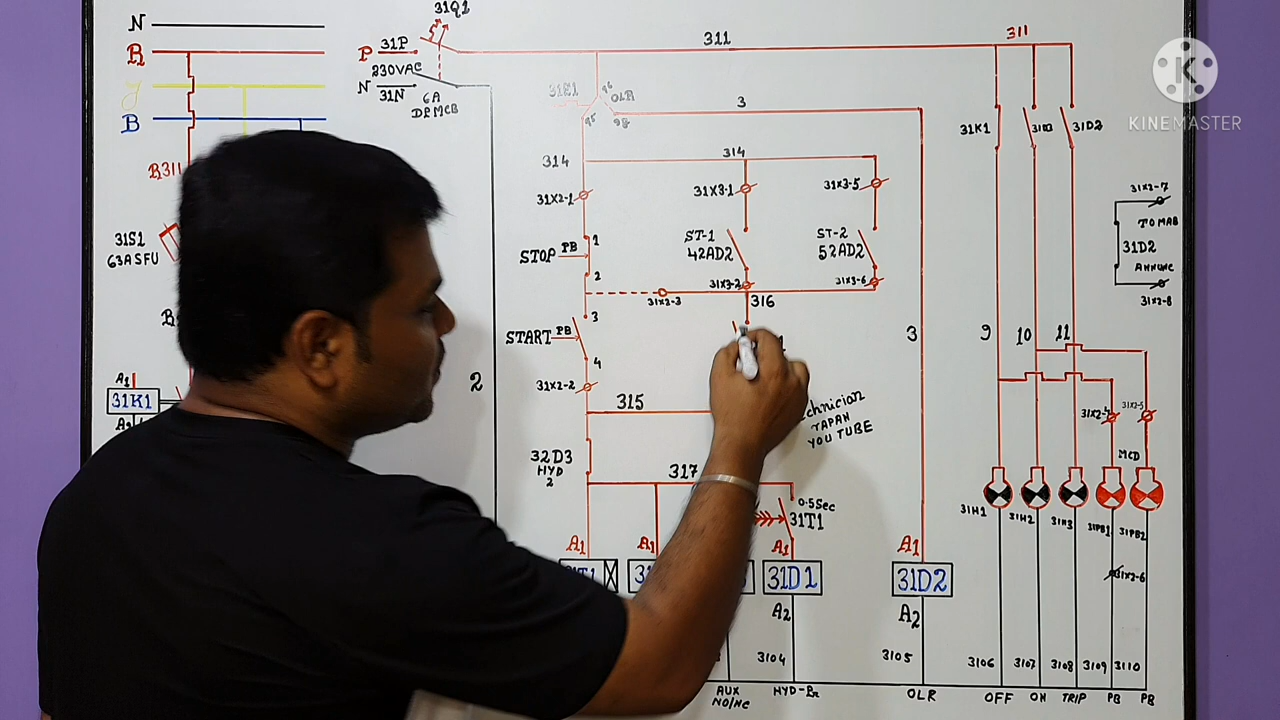 N
R
Y
B
R311
31S1
63A SFU
A1
31K1
31Q1
P 31P
230VAC
N 31N
6A
DPMCB
2
311
311
31E1
96
OLR
95
98
3
314
314
31X2-1
31X3-1
31X3-5
STOP PB
1
2
ST-1
42AD2
ST-2
52AD2
31X2-3
31X3-2
31X3-6
316
START PB
3
4
31X2-2
315
TAPAN
YOU TUBE
32D3
HYD
2
317
0.5Sec
31T1
3
A1
A1
A1
A1
31D1
31D2
A2
A2
3104
3105
AUX
NO/NC
HYD-Pr
OLR
31K1
31D3
31D2
9
10
11
31X2-4
31X2-5
MCD
31H1
31H2
31H3
31PB1
31PB2
31X2-6
3106
3107
3108
3109
3110
OFF
ON
TRIP
PB
PB
31X2-7
TO MAB
31D2
ANNUNC
31X2-8
K
KINEMASTER